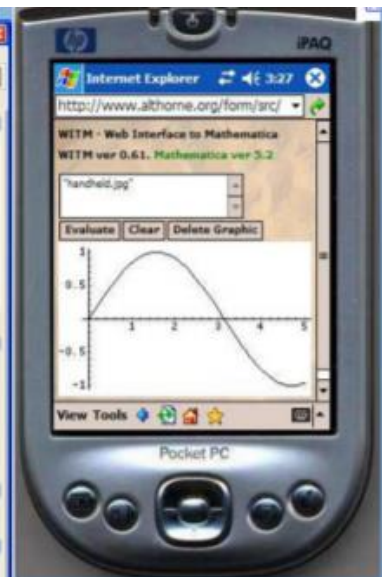 hp
iPAQ
Internet Explorer 3:27
http://www.althorne.org/form/src/
WITM - Web Interface to Mathematica
WITM ver 0.61. Mathematica ver 5.2
"handheld.jpg"
Evaluate Clear Delete Graphic
1
0.5
1 2 3 4 5
-0.5
-1
View Tools
Pocket PC